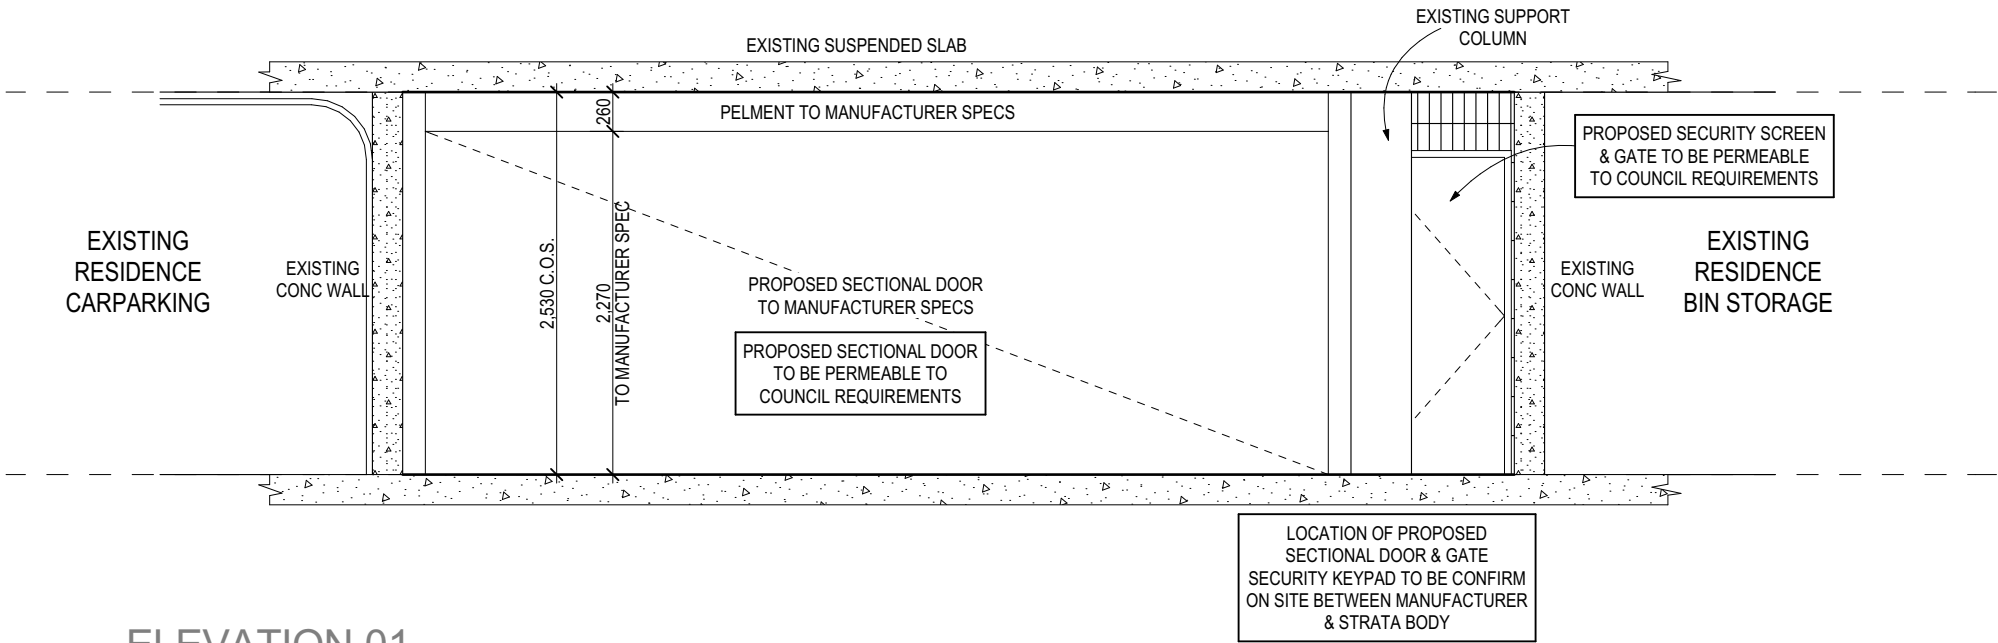 EXISTING SUPPORT
COLUMN
EXISTING SUSPENDED SLAB
260
PELMENT TO MANUFACTURER SPECS
PROPOSED SECURITY SCREEN
& GATE TO BE PERMEABLE
TO COUNCIL REQUIREMENTS
EXISTING
RESIDENCE
CARPARKING
EXISTING
CONC WALL
2,530 C.O.S.
2,270
TO MANUFACTURER SPEC
PROPOSED SECTIONAL DOOR
TO MANUFACTURER SPECS
PROPOSED SECTIONAL DOOR
TO BE PERMEABLE TO
COUNCIL REQUIREMENTS
EXISTING
CONC WALL
EXISTING
RESIDENCE
BIN STORAGE
LOCATION OF PROPOSED
SECTIONAL DOOR & GATE
SECURITY KEYPAD TO BE CONFIRM
ON SITE BETWEEN MANUFACTURER
& STRATA BODY
ELEVATION 01